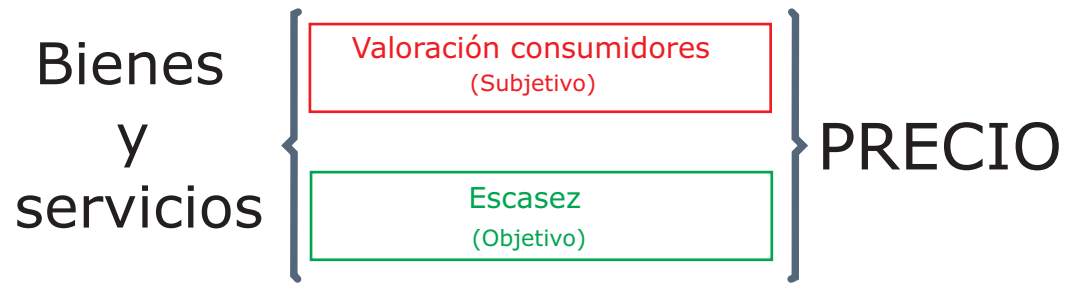 Bienes
y
servicios
Valoración consumidores
(Subjetivo)
Escasez
(Objetivo)
PRECIO